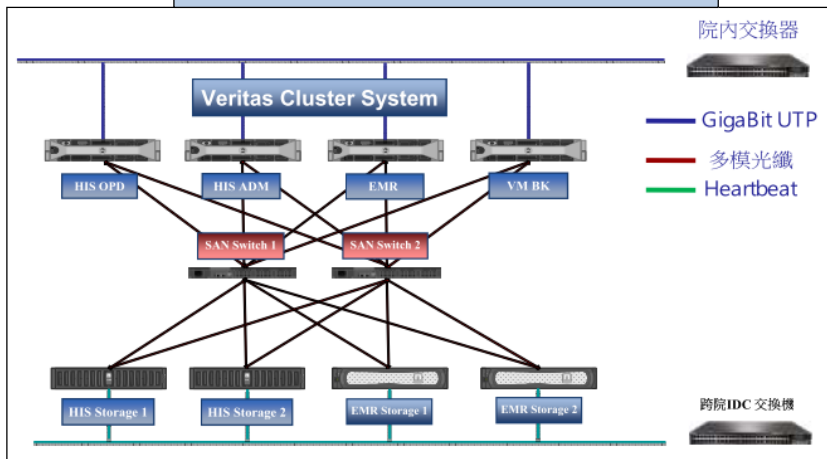 院內交換器
Veritas Cluster System
GigaBit UTP
多模光纖
Heartbeat
HIS OPD
HIS ADM
EMR
VM BK
SAN Switch 1
SAN Switch 2
HIS Storage 1
HIS Storage 2
EMR Storage 1
EMR Storage 2
跨院IDC 交換機